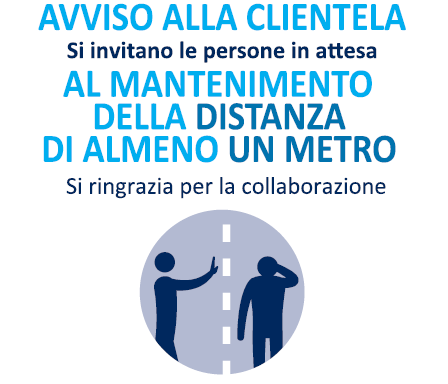 AVVISO ALLA CLIENTELA
Si invitano le persone in attesa
AL MANTENIMENTO
DELLA DISTANZA
DI ALMENO UN METRO
Si ringrazia per la collaborazione